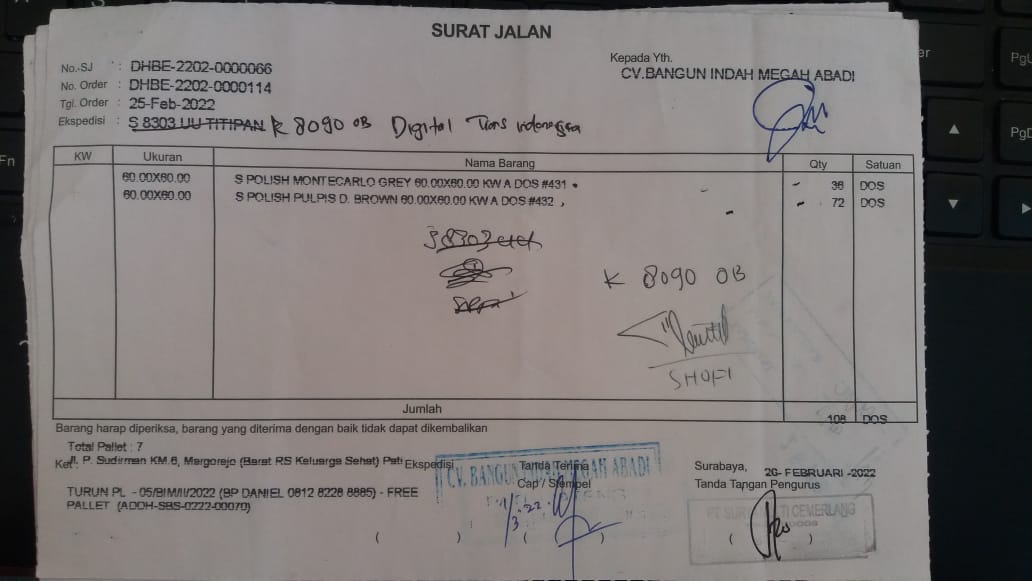 SURAT JALAN
No.-SJ : DHBE-2202-0000066
No. Order : DHBE-2202-0000114
Tgl. Order : 25-Feb-2022
Ekspedisi : S 8303 UU TITIPAN K 8090 OB Digital Trans indonesia
Kepada Yth.
CV.BANGUN INDAH MEGAH ABADI
KW Ukuran Nama Barang Qty Satuan
60.00X60.00 S POLISH MONTECARLO GREY 60.00X60.00 KW A DOS #431 - 36 DOS
60.00X60.00 S POLISH PULPIS D. BROWN 60.00X60.00 KW A DOS #432 - 72 DOS
K 8090 OB
SHOFI
Jumlah 108 DOS
Barang harap diperiksa, barang yang diterima dengan baik tidak dapat dikembalikan
Total Pallet : 7
Ket : Jl. P. Sudirman KM.6, Margorejo (Barat RS Keluarga Sehat) Pati
TURUN PL - 05/BIM/II/2022 (BP DANIEL 0812 8228 8885) - FREE
PALLET (ADDH-SBS-0222-00070)
Ekspedisi
( )
Tanda Terima
Cap / Stempel
CV. BANGUN INDAH MEGAH ABADI
( )
Surabaya, 26- FEBRUARI -2022
Tanda Tangan Pengurus
CEMERLANG
( )